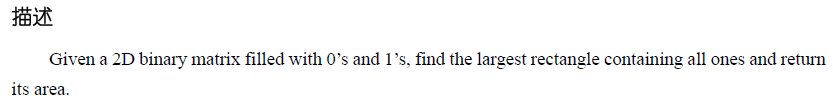 描述
Given a 2D binary matrix filled with 0’s and 1’s, find the largest rectangle containing all ones and return
its area.